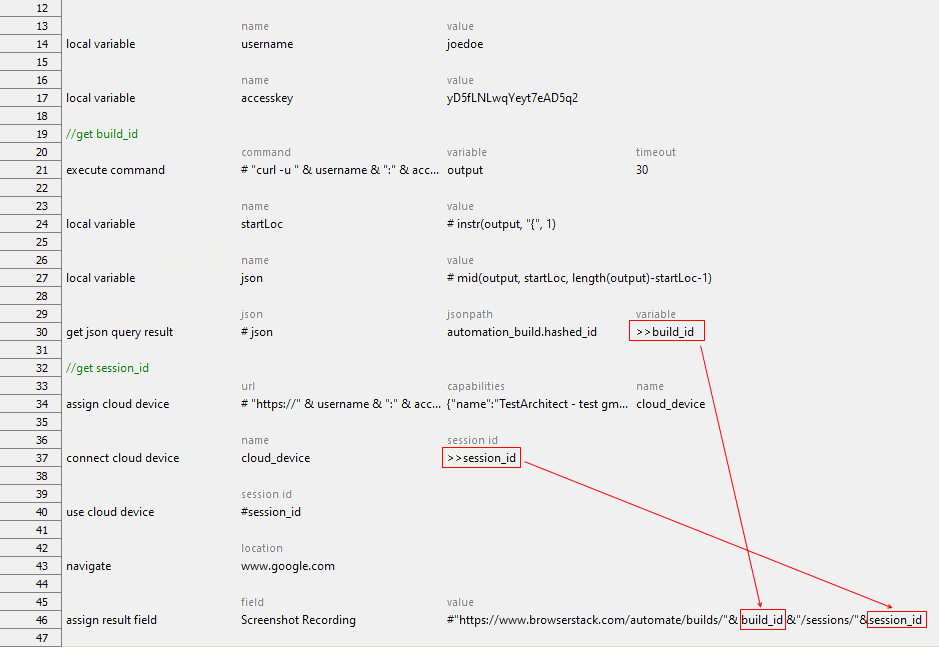 12
13 name value
14 local variable username joedoe
15
16 name value
17 local variable accesskey yD5fLNLwqYeyt7eAD5q2
18
19 //get build_id
20 command variable timeout
21 execute command # "curl -u " & username & ":" & acc... output 30
22
23 name value
24 local variable startLoc # instr(output, "{", 1)
25
26 name value
27 local variable json # mid(output, startLoc, length(output)-startLoc-1)
28
29 json jsonpath variable
30 get json query result # json automation_build.hashed_id >>build_id
31
32 //get session_id
33 url capabilities name
34 assign cloud device # "https://" & username & ":" & acc... {"name":"TestArchitect - test gm... cloud_device
35
36 name session id
37 connect cloud device cloud_device >>session_id
38
39 session id
40 use cloud device #session_id
41
42 location
43 navigate www.google.com
44
45 field value
46 assign result field Screenshot Recording #"https://www.browserstack.com/automate/builds/"& build_id &"/sessions/"& session_id
47